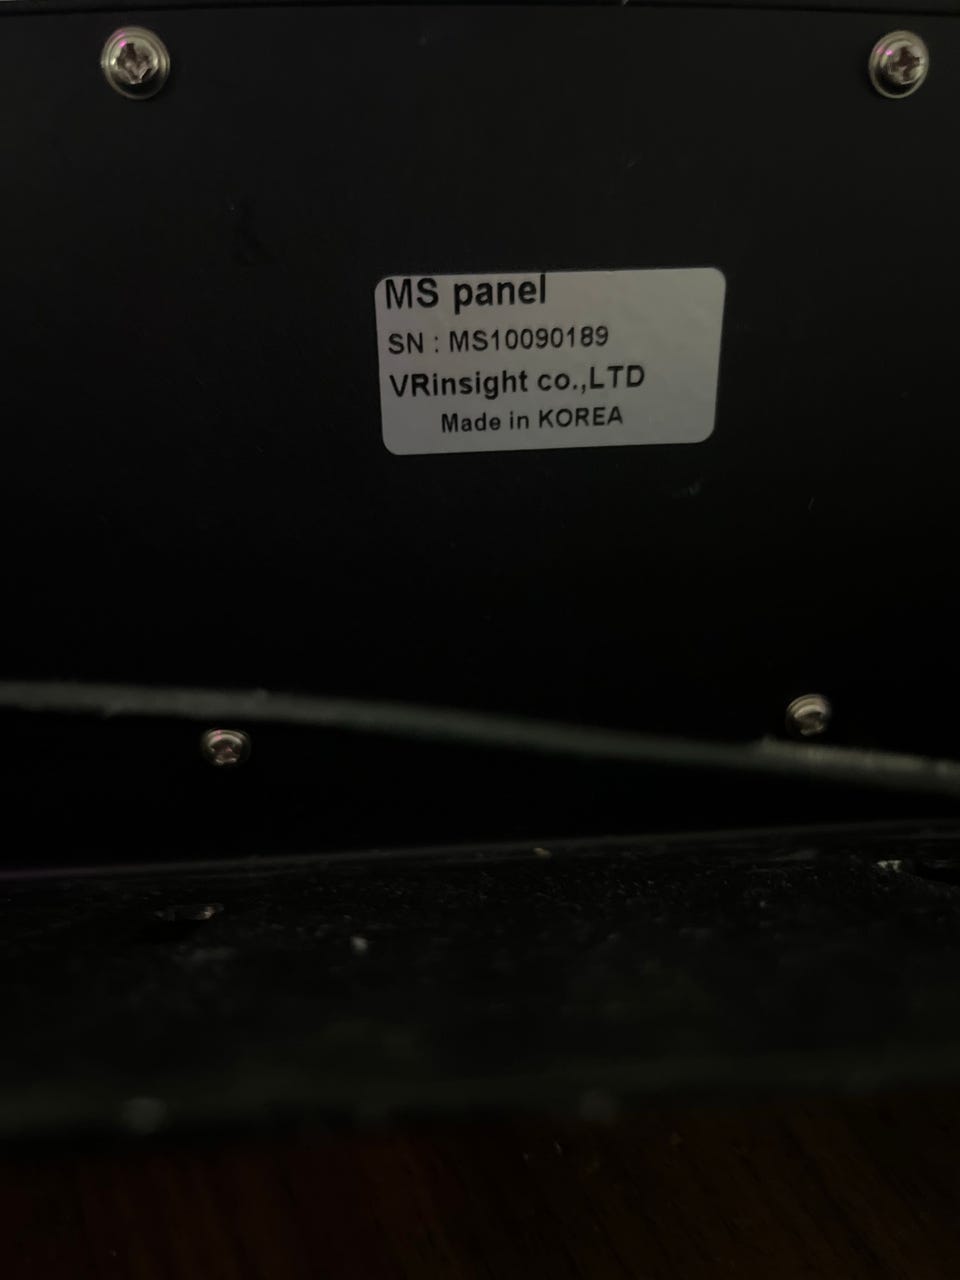 MS panel
SN : MS10090189
VRinsight co.,LTD
Made in KOREA